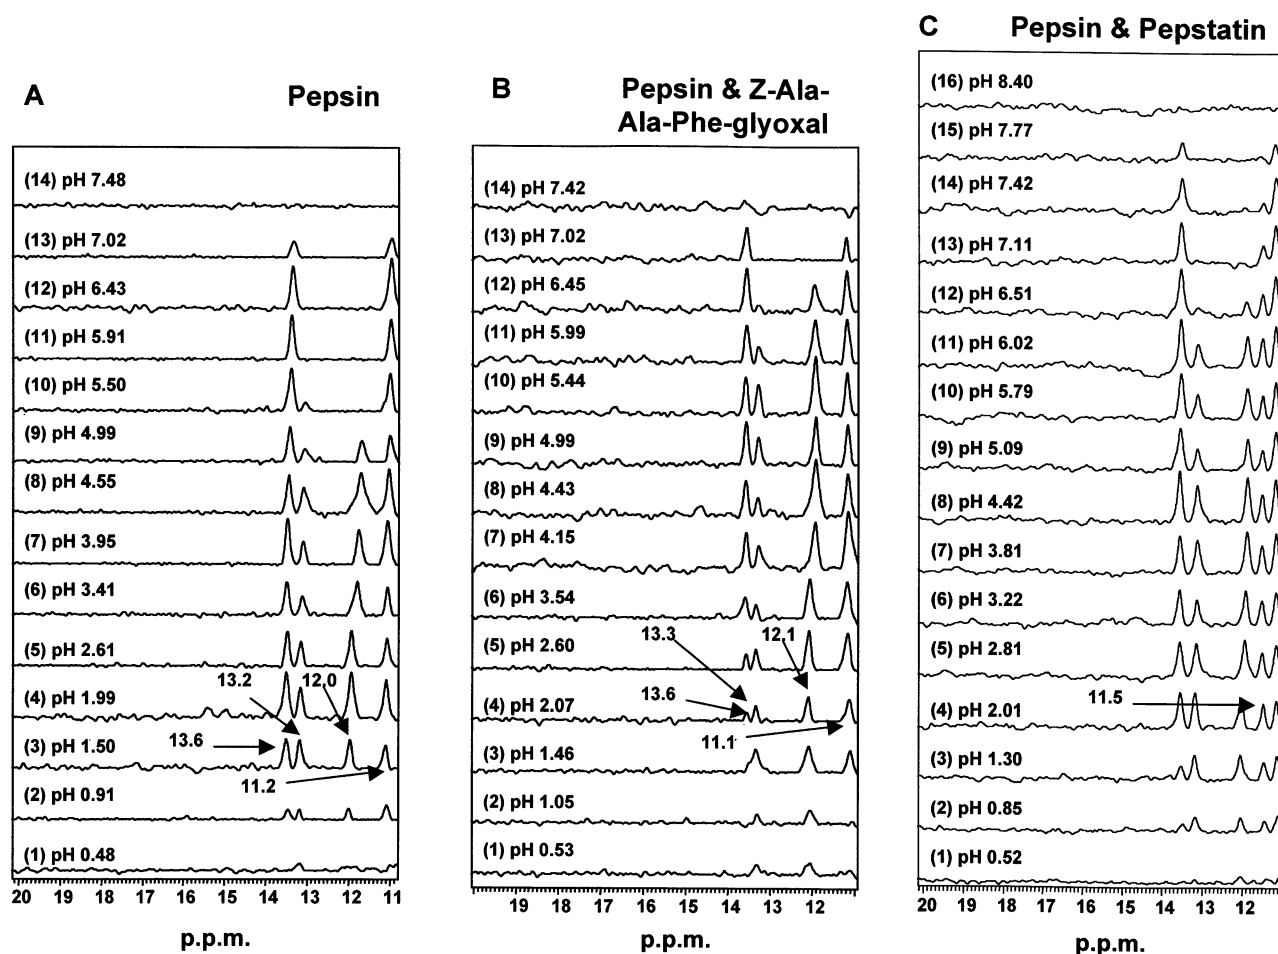 A Pepsin
(14) pH 7.48
(13) pH 7.02
(12) pH 6.43
(11) pH 5.91
(10) pH 5.50
(9) pH 4.99
(8) pH 4.55
(7) pH 3.95
(6) pH 3.41
(5) pH 2.61
13.2 12.0
(4) pH 1.99
13.6
(3) pH 1.50
11.2
(2) pH 0.91
(1) pH 0.48
20 19 18 17 16 15 14 13 12 11
p.p.m.
B Pepsin & Z-Ala-
Ala-Phe-glyoxal
(14) pH 7.42
(13) pH 7.02
(12) pH 6.45
(11) pH 5.99
(10) pH 5.44
(9) pH 4.99
(8) pH 4.43
(7) pH 4.15
(6) pH 3.54
13.3 12.1
(5) pH 2.60
13.6
(4) pH 2.07
11.1
(3) pH 1.46
(2) pH 1.05
(1) pH 0.53
19 18 17 16 15 14 13 12
p.p.m.
C Pepsin & Pepstatin
(16) pH 8.40
(15) pH 7.77
(14) pH 7.42
(13) pH 7.11
(12) pH 6.51
(11) pH 6.02
(10) pH 5.79
(9) pH 5.09
(8) pH 4.42
(7) pH 3.81
(6) pH 3.22
(5) pH 2.81
11.5
(4) pH 2.01
(3) pH 1.30
(2) pH 0.85
(1) pH 0.52
20 19 18 17 16 15 14 13 12
p.p.m.